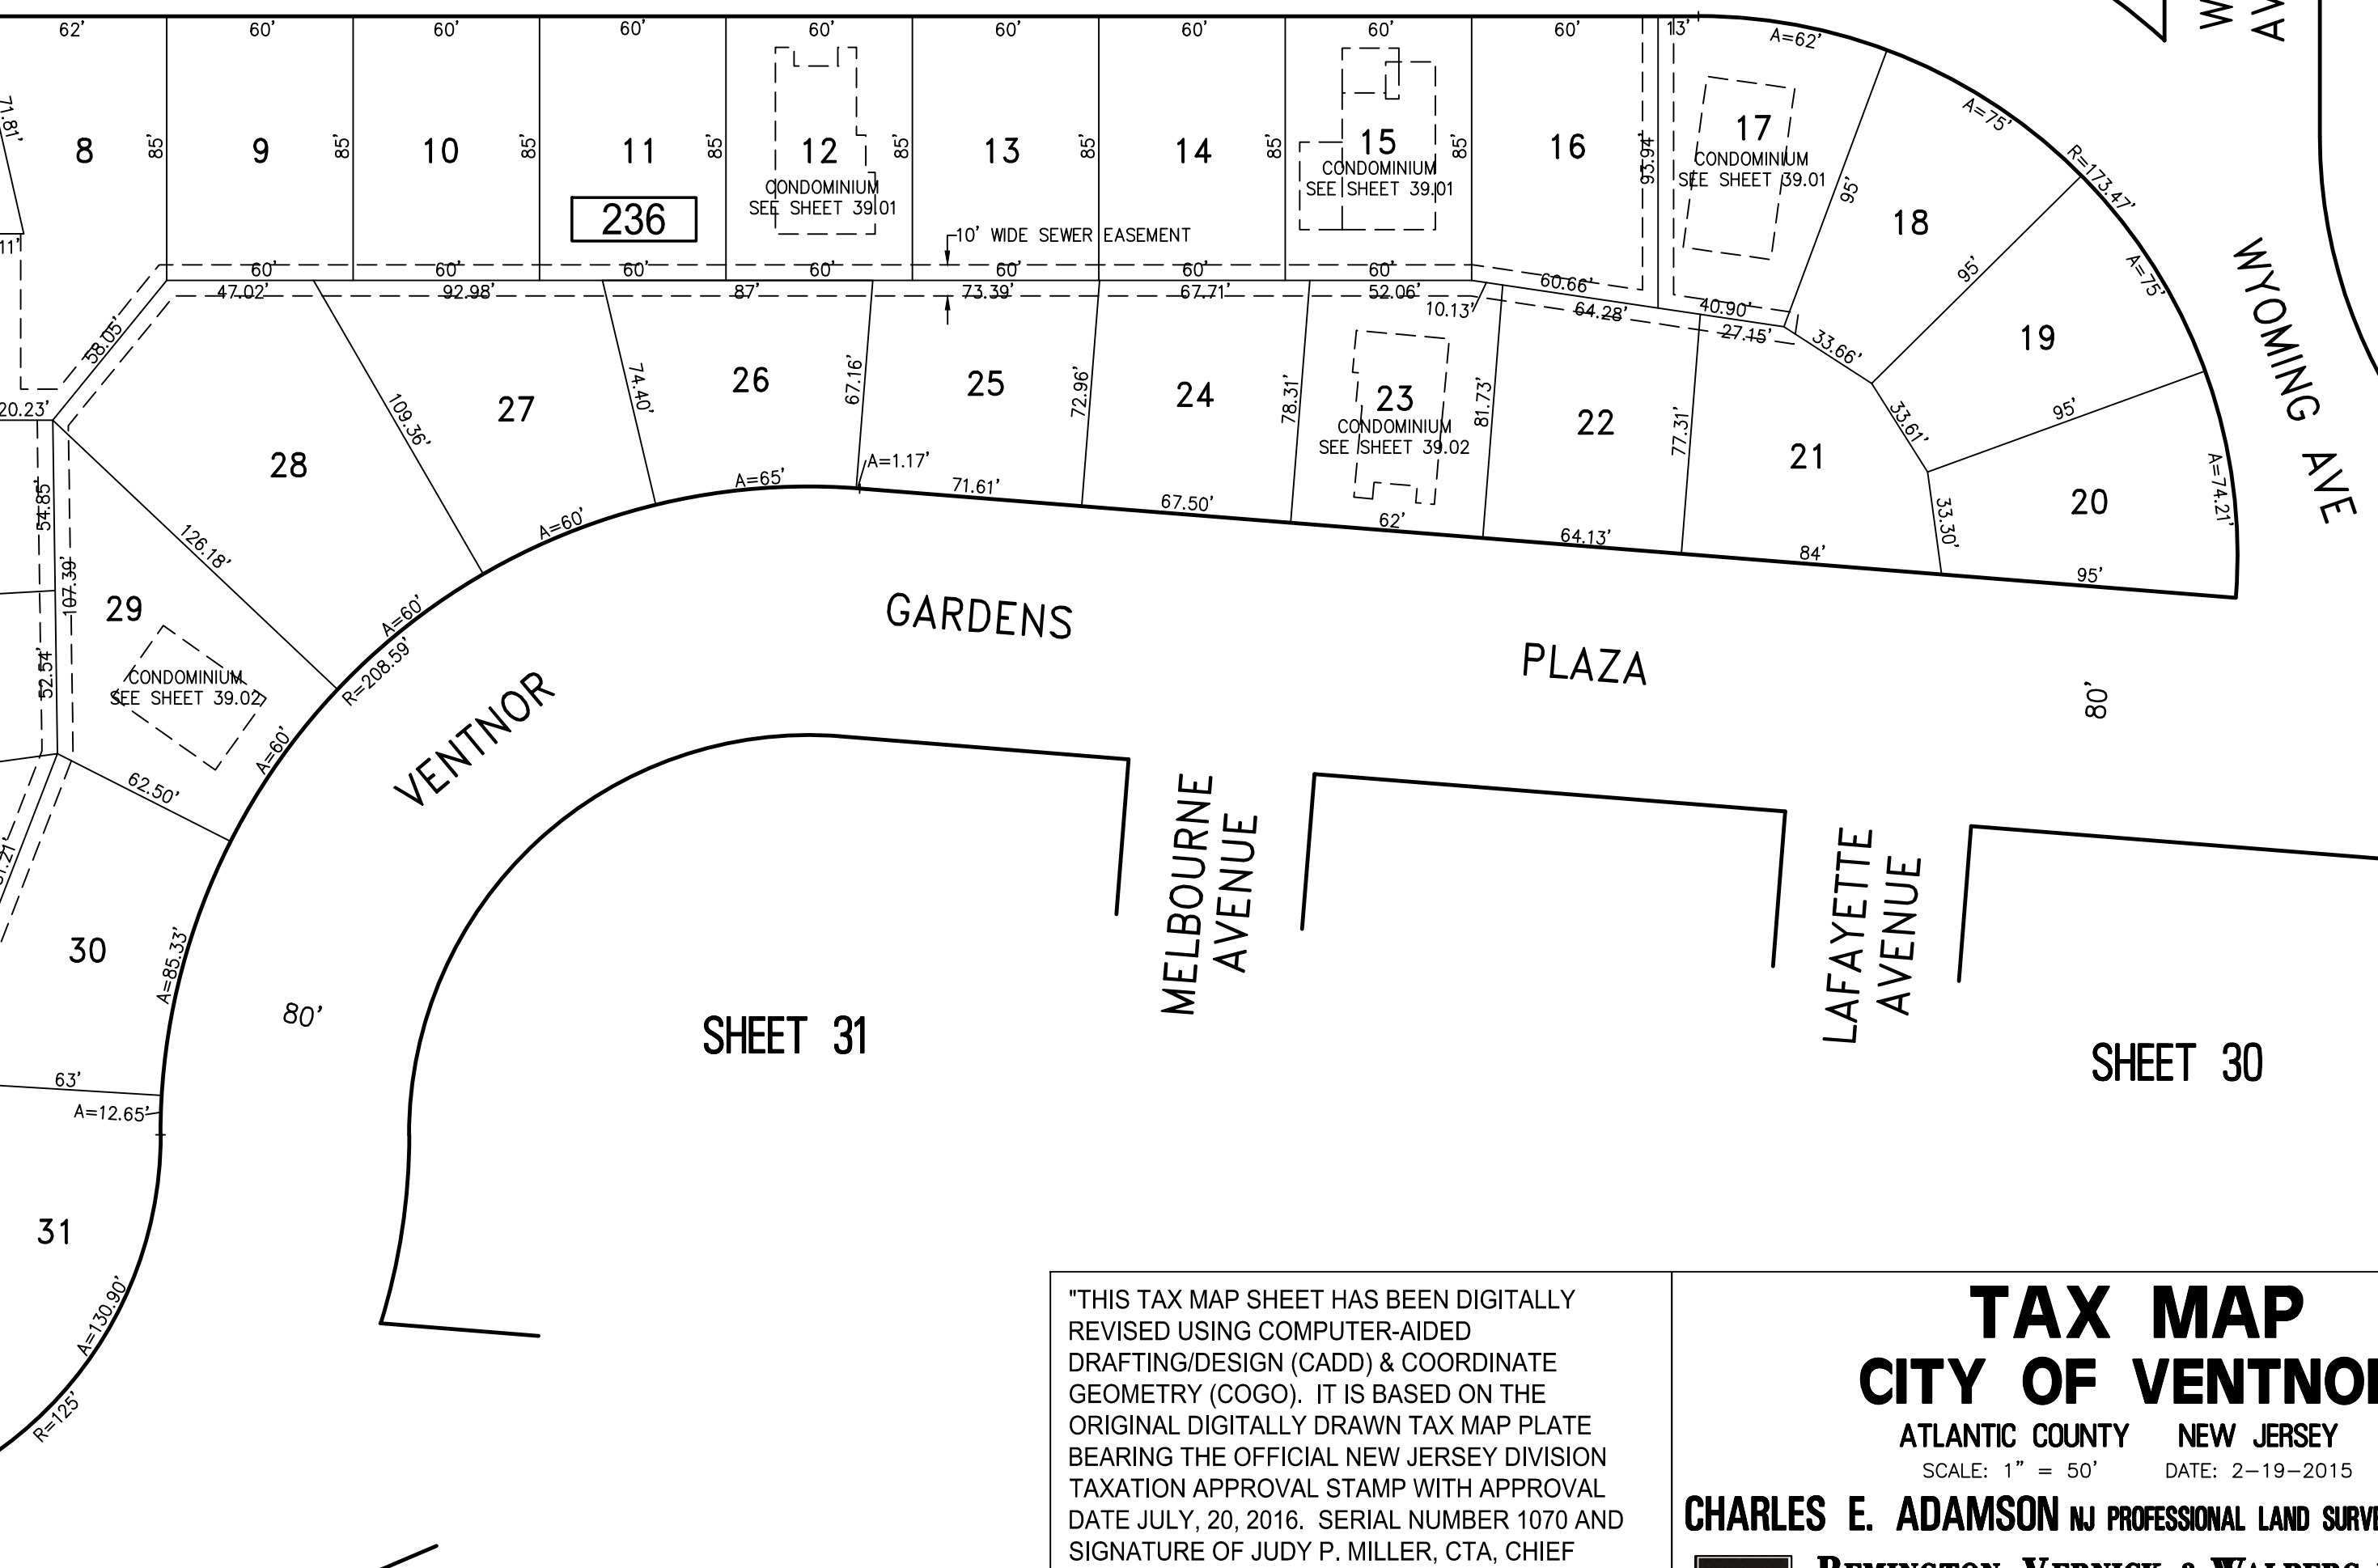 62' 60' 60' 60' 60' 60' 60' 60' 60' 13'
A=62'
W
AV
71.81'
8 85' 9 85' 10 85' 11 85' 12 85' 13 85' 14 85' 15 85' 16 93.94' 17
CONDOMINIUM
SEE SHEET 39.01
CONDOMINIUM
SEE SHEET 39.01
CONDOMINIUM
SEE SHEET 39.01
95'
18
A=75'
R=173.47'
236
10' WIDE SEWER EASEMENT
11'
60' 60' 60' 60' 60' 60' 60' 60.66' 40.90'
47.02' 92.98' 87' 73.39' 67.71' 52.06' 10.13' 64.28' 27.15'
58.05'
33.66'
95'
19
A=75'
WYOMING AVE
20.23'
28 109.36' 27 74.40' 26 67.16' 25 72.96' 24 78.31' 23 81.73' 22 77.31' 21
CONDOMINIUM
SEE SHEET 39.02
33.61'
95'
20
A=74.21'
33.30'
A=60' A=65' A=1.17' 71.61' 67.50' 62' 64.13' 84' 95'
54.85'
107.39'
126.18'
29
52.54'
CONDOMINIUM
SEE SHEET 39.02
A=60'
R=208.59'
A=60'
62.50'
VENTNOR GARDENS PLAZA
80'
30
A=85.33'
80'
63'
A=12.65'
31
A=130.90'
R=125'
MELBOURNE
AVENUE
LAFAYETTE
AVENUE
SHEET 31
SHEET 30
"THIS TAX MAP SHEET HAS BEEN DIGITALLY
REVISED USING COMPUTER-AIDED
DRAFTING/DESIGN (CADD) & COORDINATE
GEOMETRY (COGO). IT IS BASED ON THE
ORIGINAL DIGITALLY DRAWN TAX MAP PLATE
BEARING THE OFFICIAL NEW JERSEY DIVISION
TAXATION APPROVAL STAMP WITH APPROVAL
DATE JULY, 20, 2016. SERIAL NUMBER 1070 AND
SIGNATURE OF JUDY P. MILLER, CTA, CHIEF
TAX MAP
CITY OF VENTNOR
ATLANTIC COUNTY NEW JERSEY
SCALE: 1" = 50' DATE: 2-19-2015
CHARLES E. ADAMSON NJ PROFESSIONAL LAND SURVE
REMINGTON, VERNICK & WALBERG